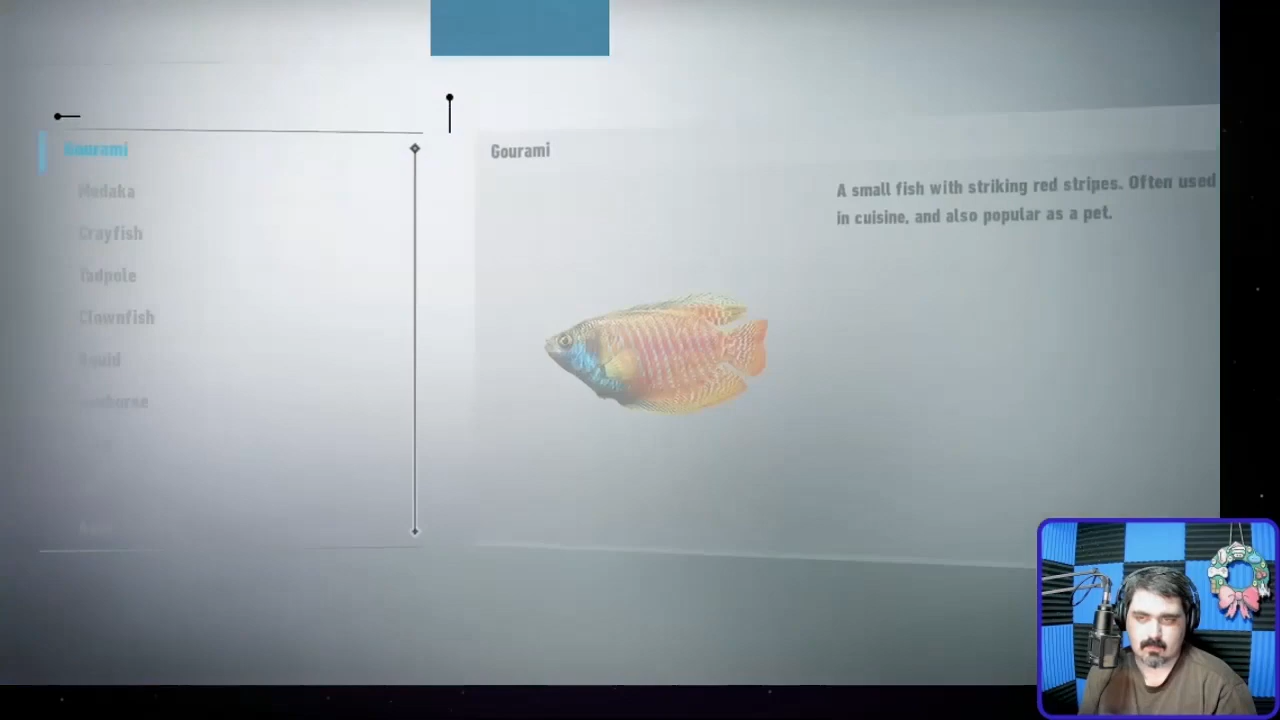 Gourami
Medaka
Crayfish
Tadpole
Clownfish
Squid
Gourami
A small fish with striking red stripes. Often used
in cuisine, and also popular as a pet.